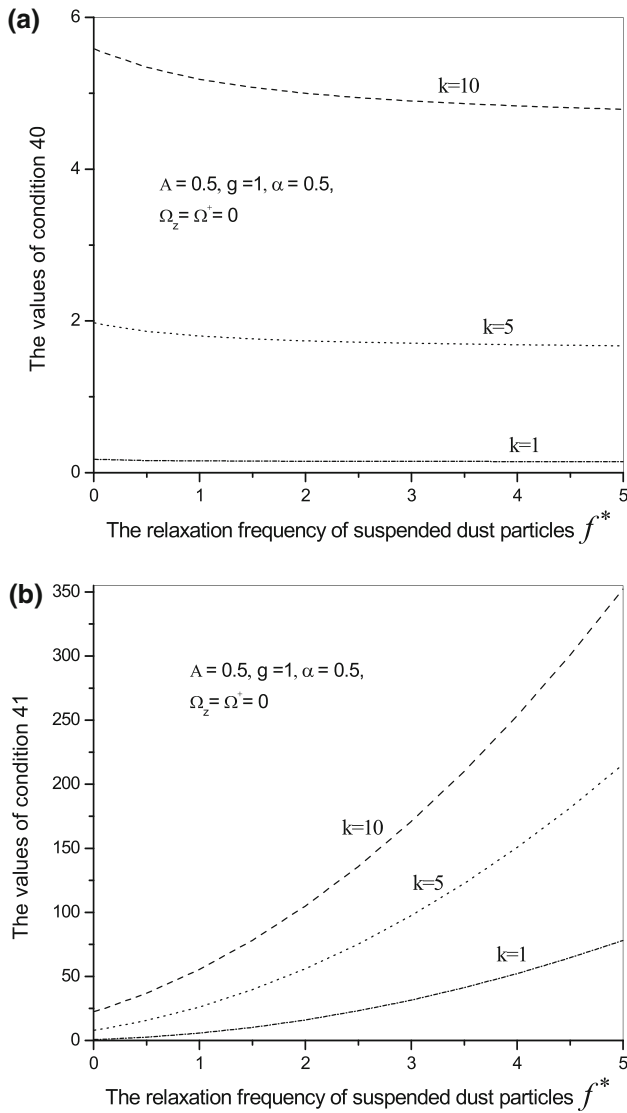 (a)
6
4
2
0
The values of condition 40
k=10
A = 0.5, g =1, α = 0.5,
Ω_z = Ω^+ = 0
k=5
k=1
0 1 2 3 4 5
The relaxation frequency of suspended dust particles f*
(b)
350
300
250
200
150
100
50
0
The values of condition 41
A = 0.5, g =1, α = 0.5,
Ω_z = Ω^+ = 0
k=10
k=5
k=1
0 1 2 3 4 5
The relaxation frequency of suspended dust particles f*